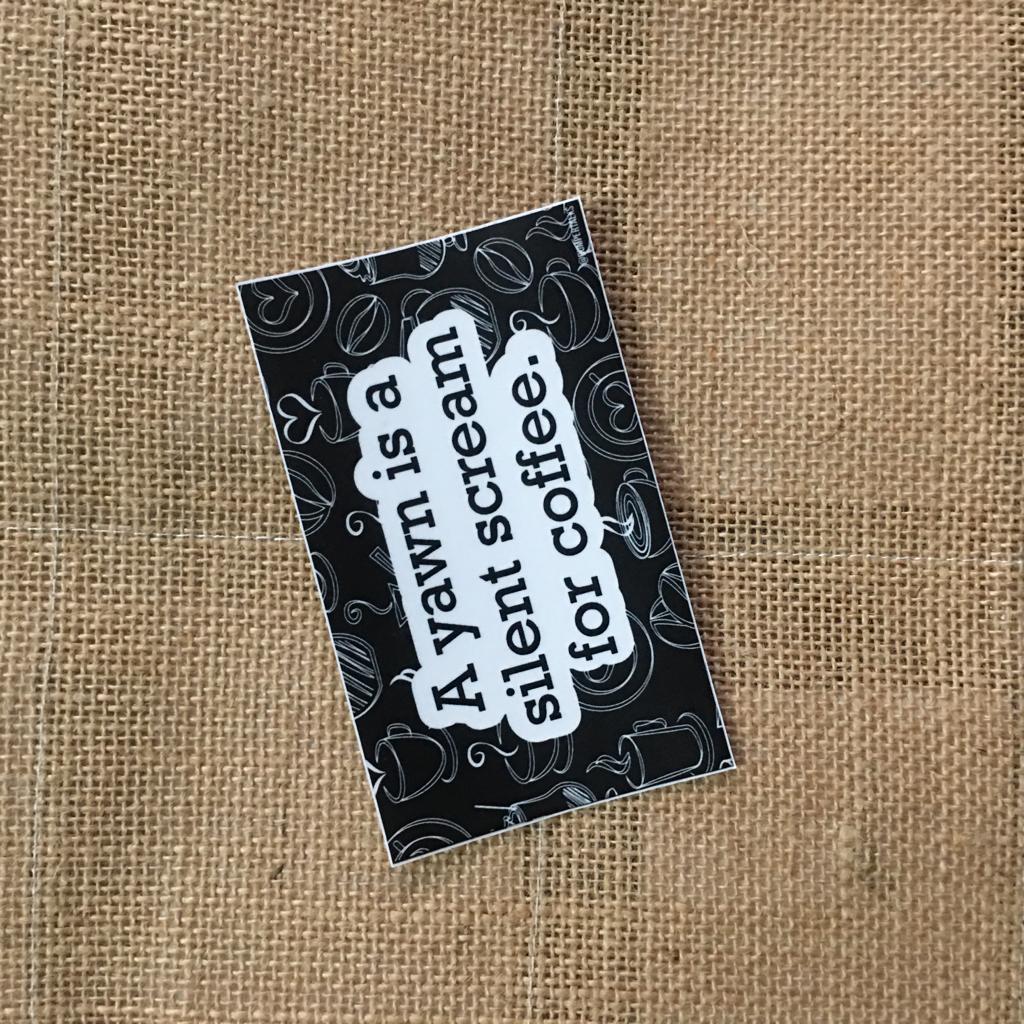 A yawn is a
silent scream
for coffee.